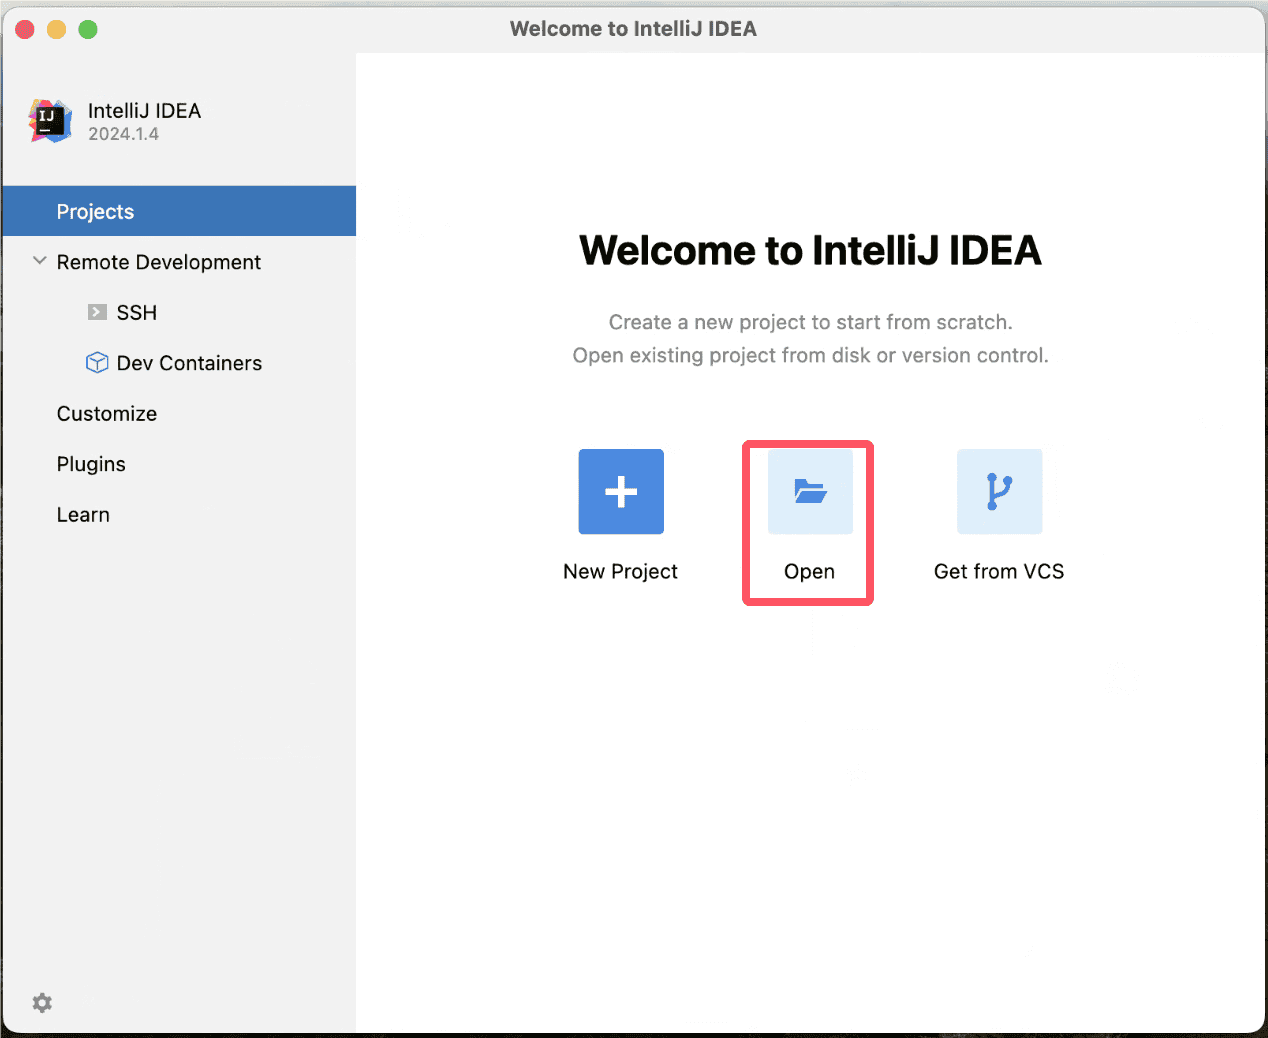 Welcome to IntelliJ IDEA
IJ
IntelliJ IDEA
2024.1.4
Projects
Remote Development
SSH
Dev Containers
Customize
Plugins
Learn
Welcome to IntelliJ IDEA
Create a new project to start from scratch.
Open existing project from disk or version control.
New Project
Open
Get from VCS